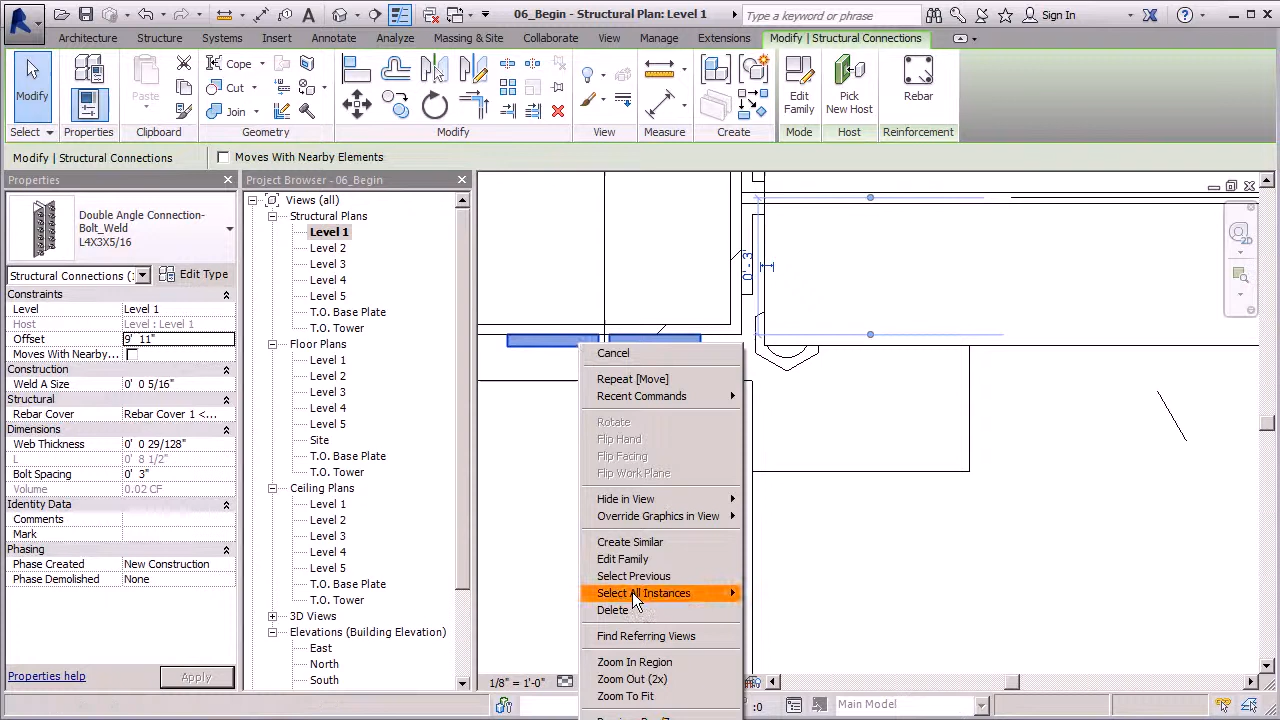 06_Begin - Structural Plan: Level 1
Type a keyword or phrase
Sign In
Architecture Structure Systems Insert Annotate Analyze Massing & Site Collaborate View Manage Extensions Modify | Structural Connections
Modify
Paste
Cope
Cut
Join
Edit Family
Pick New Host
Rebar
Select Properties Clipboard Geometry Modify View Measure Create Mode Host Reinforcement
Modify | Structural Connections
Moves With Nearby Elements
Properties
Double Angle Connection-
Bolt_Weld
L4X3X5/16
Edit Type
Constraints
Level Level 1
Host Level : Level 1
Offset 9' 11"
Moves With Nearby...
Construction
Weld A Size 0' 0 5/16"
Structural
Rebar Cover Rebar Cover 1 <...
Dimensions
Web Thickness 0' 0 29/128"
L 0' 8 1/2"
Bolt Spacing 0' 3"
Volume 0.02 CF
Identity Data
Comments
Mark
Phasing
Phase Created New Construction
Phase Demolished None
Properties help
Apply
Project Browser - 06_Begin
Views (all)
Structural Plans
Level 1
Level 2
Level 3
Level 4
Level 5
T.O. Base Plate
T.O. Tower
Floor Plans
Level 1
Level 2
Level 3
Level 4
Level 5
Site
T.O. Base Plate
T.O. Tower
Ceiling Plans
Level 1
Level 2
Level 3
Level 4
Level 5
T.O. Base Plate
T.O. Tower
3D Views
Elevations (Building Elevation)
East
North
South
0' - 3
2D
Cancel
Repeat [Move]
Recent Commands
Rotate
Flip Hand
Flip Facing
Flip Work Plane
Hide in View
Override Graphics in View
Create Similar
Edit Family
Select Previous
Select All Instances
Delete
Find Referring Views
Zoom In Region
Zoom Out (2x)
Zoom To Fit
1/8" = 1'-0"
:0
Main Model